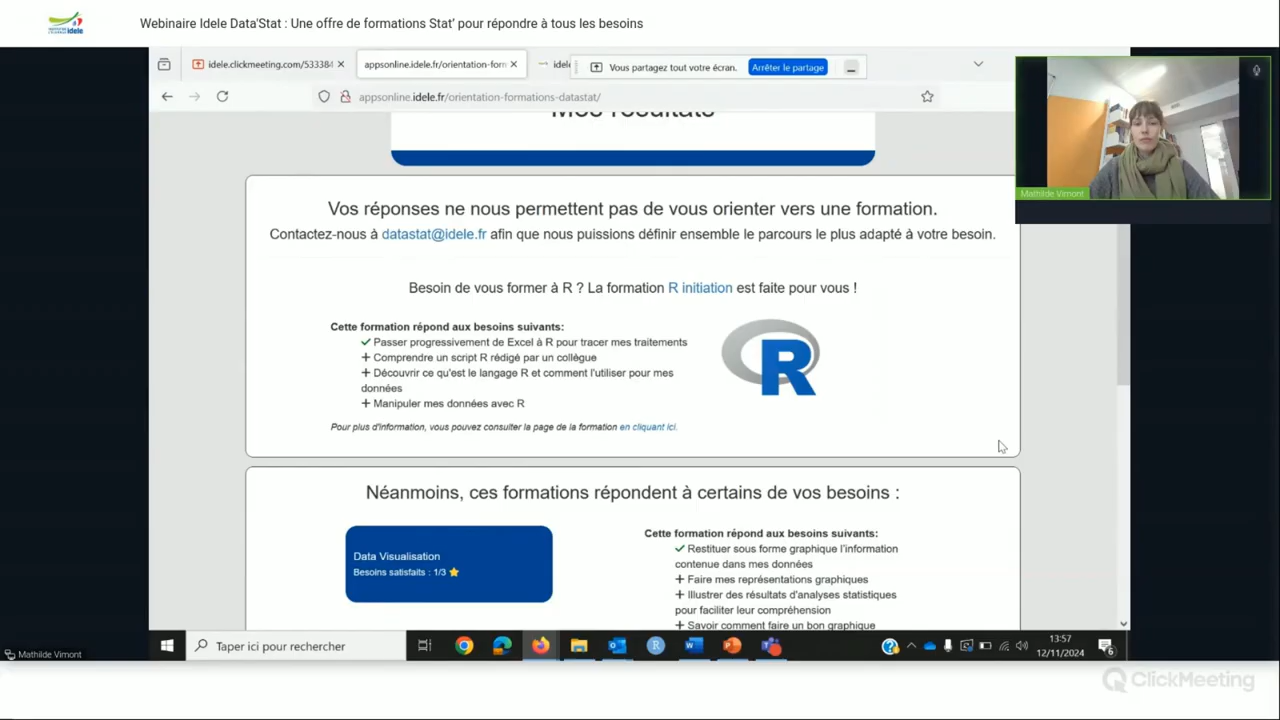 idele
Webinaire Idele Data'Stat : Une offre de formations Stat’ pour répondre à tous les besoins
idele.clickmeeting.com/53338
appsonline.idele.fr/orientation-form
idele
Vous partagez tout votre écran.
Arrêter le partage
appsonline.idele.fr/orientation-formations-datastat/
Mes résultats
Mathilde Vimont
Vos réponses ne nous permettent pas de vous orienter vers une formation.
Contactez-nous à datastat@idele.fr afin que nous puissions définir ensemble le parcours le plus adapté à votre besoin.
Besoin de vous former à R ? La formation R initiation est faite pour vous !
Cette formation répond aux besoins suivants:
Passer progressivement de Excel à R pour tracer mes traitements
Comprendre un script R rédigé par un collègue
Découvrir ce qu'est le langage R et comment l'utiliser pour mes
données
Manipuler mes données avec R
Pour plus d'information, vous pouvez consulter la page de la formation en cliquant ici.
R
Néanmoins, ces formations répondent à certains de vos besoins :
Data Visualisation
Besoins satisfaits : 1/3
Cette formation répond aux besoins suivants:
Restituer sous forme graphique l'information
contenue dans mes données
Faire mes représentations graphiques
Illustrer des résultats d'analyses statistiques
pour faciliter leur compréhension
Savoir comment faire un bon graphique
Taper ici pour rechercher
13:57
12/11/2024
6
Mathilde Vimont
ClickMeeting